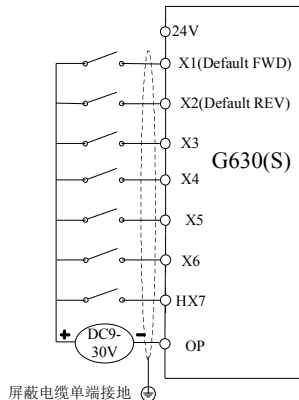 24V
X1(Default FWD)
X2(Default REV)
X3
G630(S)
X4
X5
X6
HX7
+ DC9- -
30V
OP
屏蔽电缆单端接地